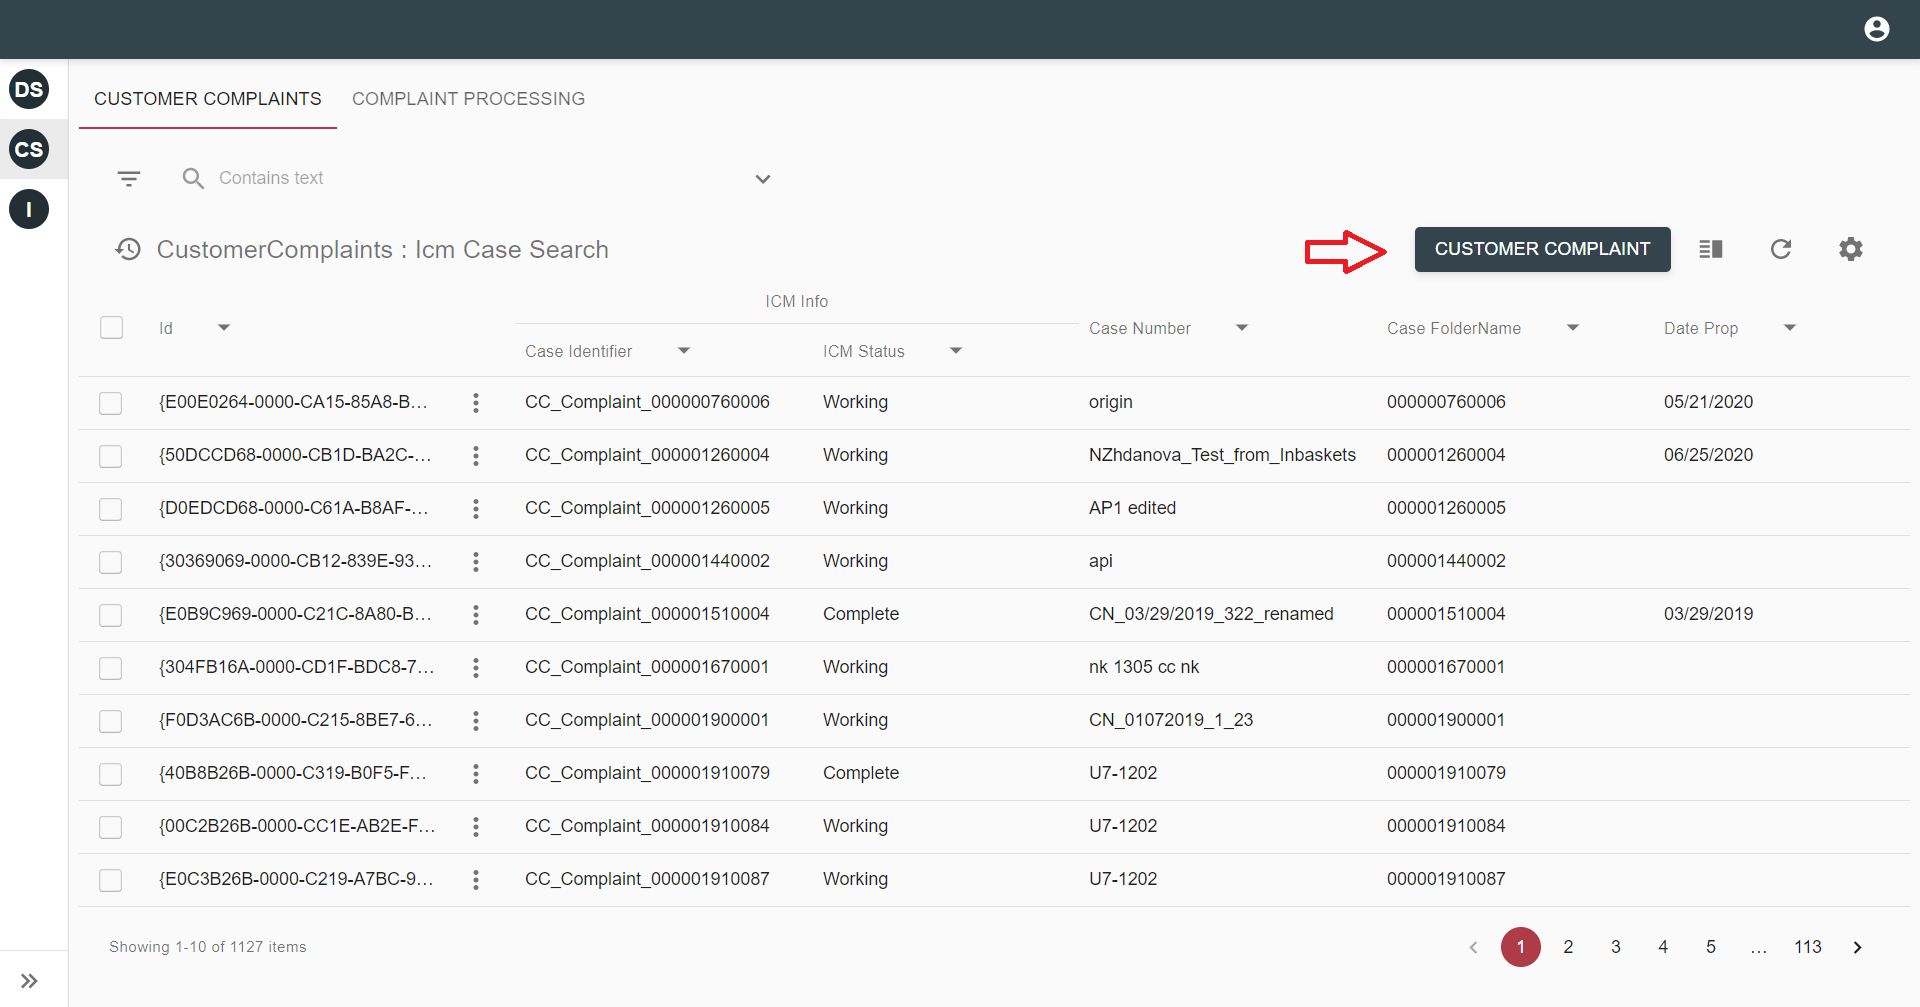 DS
CS
I
CUSTOMER COMPLAINTS COMPLAINT PROCESSING
Contains text
CustomerComplaints : Icm Case Search CUSTOMER COMPLAINT
ICM Info
Id Case Number Case FolderName Date Prop
Case Identifier ICM Status
{E00E0264-0000-CA15-85A8-B... CC_Complaint_000000760006 Working origin 000000760006 05/21/2020
{50DCCD68-0000-CB1D-BA2C-... CC_Complaint_000001260004 Working NZhdanova_Test_from_Inbaskets 000001260004 06/25/2020
{D0EDCD68-0000-C61A-B8AF-... CC_Complaint_000001260005 Working AP1 edited 000001260005
{30369069-0000-CB12-839E-93... CC_Complaint_000001440002 Working api 000001440002
{E0B9C969-0000-C21C-8A80-B... CC_Complaint_000001510004 Complete CN_03/29/2019_322_renamed 000001510004 03/29/2019
{304FB16A-0000-CD1F-BDC8-7... CC_Complaint_000001670001 Working nk 1305 cc nk 000001670001
{F0D3AC6B-0000-C215-8BE7-6... CC_Complaint_000001900001 Working CN_01072019_1_23 000001900001
{40B8B26B-0000-C319-B0F5-F... CC_Complaint_000001910079 Complete U7-1202 000001910079
{00C2B26B-0000-CC1E-AB2E-F... CC_Complaint_000001910084 Working U7-1202 000001910084
{E0C3B26B-0000-C219-A7BC-9... CC_Complaint_000001910087 Working U7-1202 000001910087
Showing 1-10 of 1127 items 1 2 3 4 5 ... 113